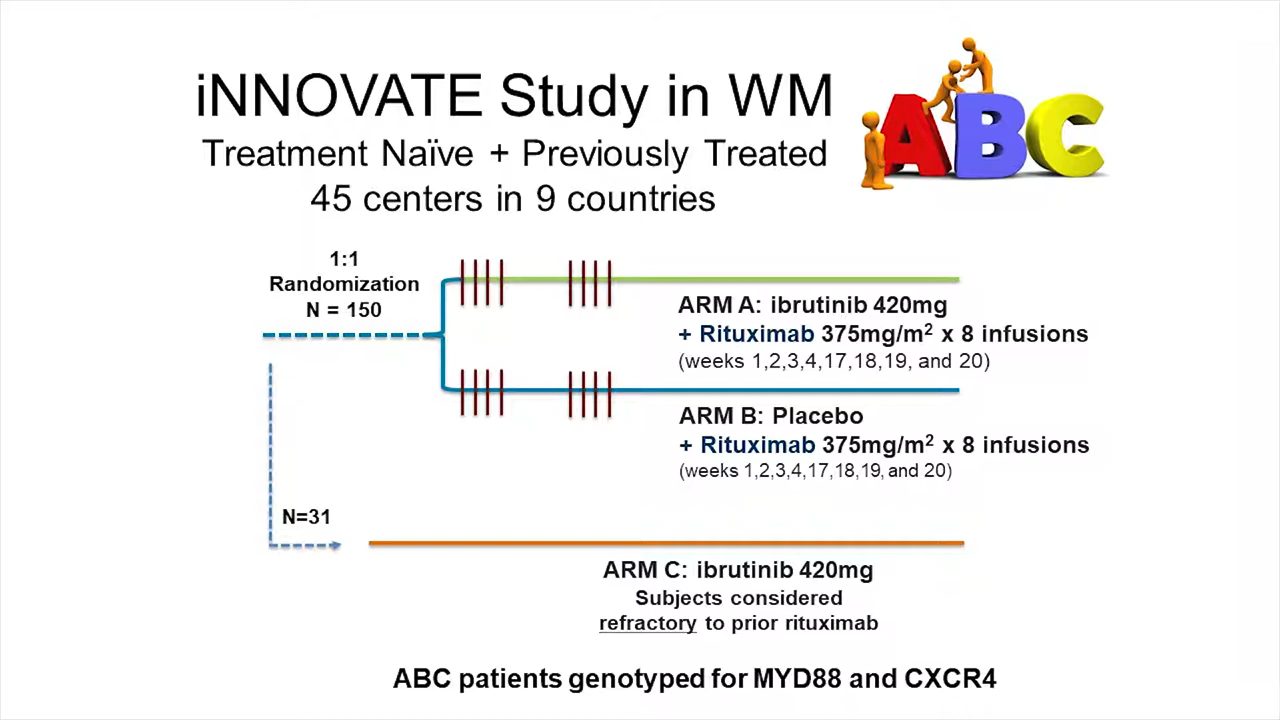 iNNOVATE Study in WM
Treatment Naïve + Previously Treated
45 centers in 9 countries
ABC
1:1
Randomization
N = 150
ARM A: ibrutinib 420mg
+ Rituximab 375mg/m² x 8 infusions
(weeks 1,2,3,4,17,18,19, and 20)
ARM B: Placebo
+ Rituximab 375mg/m² x 8 infusions
(weeks 1,2,3,4,17,18,19, and 20)
N=31
ARM C: ibrutinib 420mg
Subjects considered
refractory to prior rituximab
ABC patients genotyped for MYD88 and CXCR4